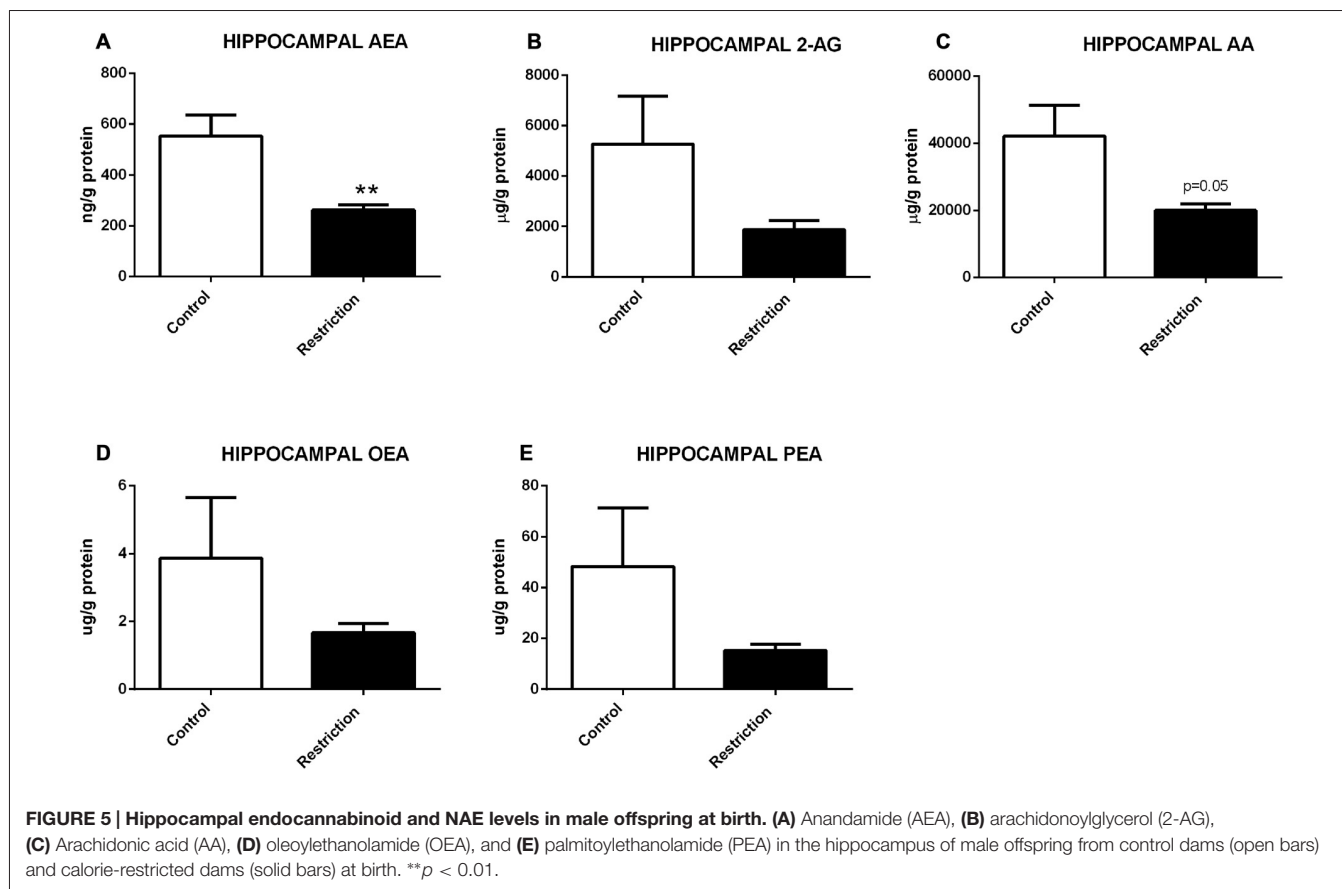 A
HIPPOCAMPAL AEA
800
600
400
200
0
ng/g protein
**
Control
Restriction
B
HIPPOCAMPAL 2-AG
8000
6000
4000
2000
0
μg/g protein
Control
Restriction
C
HIPPOCAMPAL AA
60000
40000
20000
0
μg/g protein
p=0.05
Control
Restriction
D
HIPPOCAMPAL OEA
6
4
2
0
ug/g protein
Control
Restriction
E
HIPPOCAMPAL PEA
80
60
40
20
0
ug/g protein
Control
Restriction
FIGURE 5 | Hippocampal endocannabinoid and NAE levels in male offspring at birth. (A) Anandamide (AEA), (B) arachidonoylglycerol (2-AG),
(C) Arachidonic acid (AA), (D) oleoylethanolamide (OEA), and (E) palmitoylethanolamide (PEA) in the hippocampus of male offspring from control dams (open bars)
and calorie-restricted dams (solid bars) at birth. **p < 0.01.